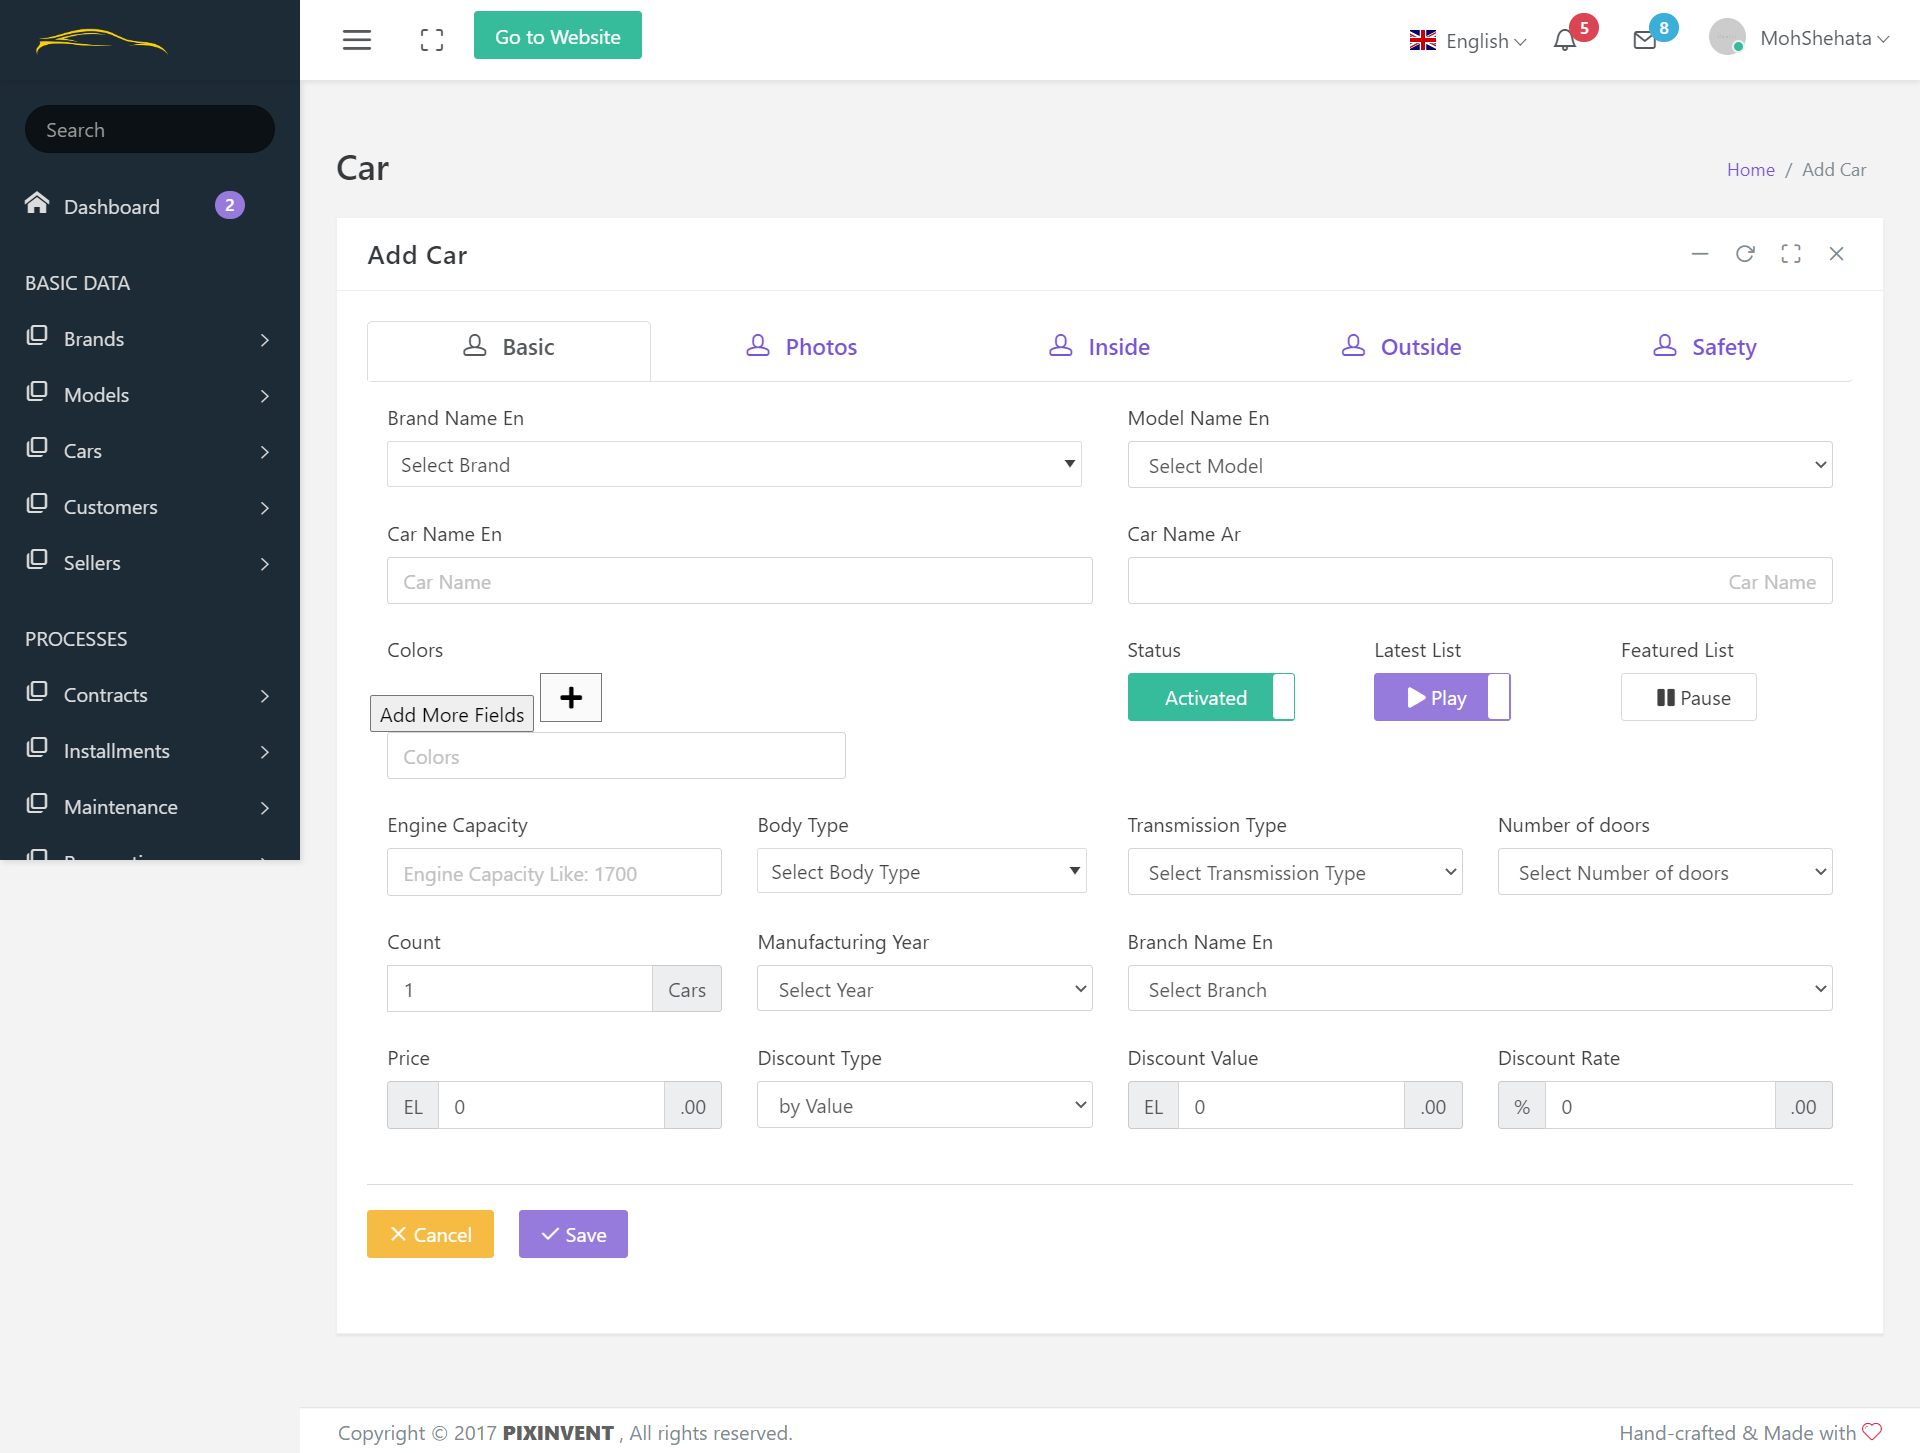 Go to Website
English
5
8
MohShehata
Search
Dashboard
2
BASIC DATA
Brands
Models
Cars
Customers
Sellers
PROCESSES
Contracts
Installments
Maintenance
Car
Home / Add Car
Add Car
Basic
Photos
Inside
Outside
Safety
Brand Name En
Model Name En
Select Brand
Select Model
Car Name En
Car Name Ar
Car Name
Car Name
Colors
Status
Latest List
Featured List
Activated
Play
Pause
Add More Fields
Colors
Engine Capacity
Body Type
Transmission Type
Number of doors
Engine Capacity Like: 1700
Select Body Type
Select Transmission Type
Select Number of doors
Count
Manufacturing Year
Branch Name En
1 Cars
Select Year
Select Branch
Price
Discount Type
Discount Value
Discount Rate
EL 0 .00
by Value
EL 0 .00
% 0 .00
Cancel
Save
Copyright © 2017 PIXINVENT , All rights reserved.
Hand-crafted & Made with